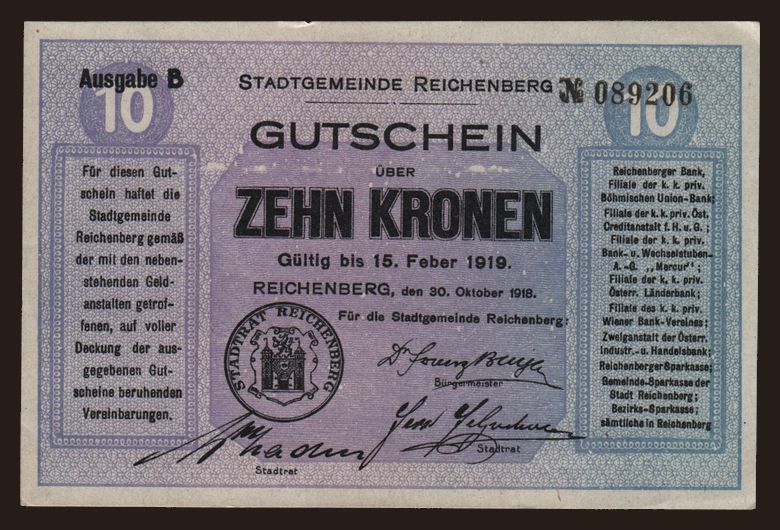 Ausgabe B
10
STADTGEMEINDE REICHENBERG
№ 089206
10
GUTSCHEIN
ÜBER
ZEHN KRONEN
Gültig bis 15. Feber 1919.
REICHENBERG, den 30. Oktober 1918.
Für die Stadtgemeinde Reichenberg:
Bürgermeister
Stadtrat
Stadtrat
STADTRAT REICHENBERG
Für diesen Gut-
schein haftet die
Stadtgemeinde
Reichenberg gemäß
der mit den neben-
stehenden Geld-
anstalten getrof-
fenen, auf voller
Deckung der aus-
gegebenen Gut-
scheine beruhenden
Vereinbarungen.
Reichenberger Bank,
Filiale der k. k. priv.
Böhmischen Union-Bank;
Filiale d. k. k. priv. Öst.
Creditanstalt f. H. u. G. ;
Filiale der k. k. priv.
Bank- u. Wechselstuben-
A. -G. „Mercur" ;
Filiale der k. k. priv.
Österr. Länderbank;
Filiale des k. k. priv.
Wiener Bank-Vereines;
Zweiganstalt der Österr.
Industr.- u. Handelsbank;
Reichenberger Sparkasse;
Gemeinde-Sparkasse der
Stadt Reichenberg ;
Bezirks-Sparkasse;
sämtliche in Reichenberg